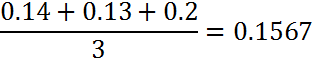 (0.14 + 0.13 + 0.2)/3 = 0.1567